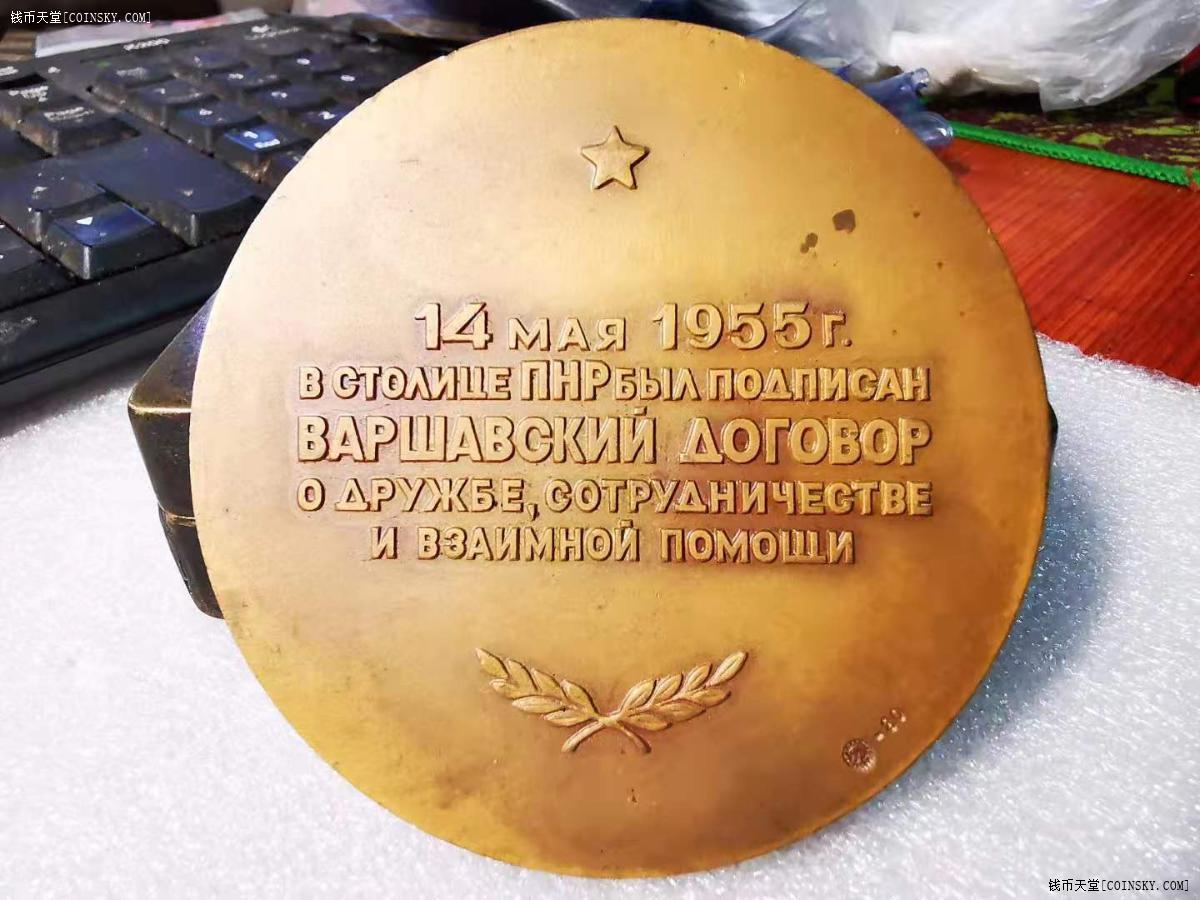 钱币天堂[COINSKY.COM]
14 МАЯ 1955 Г.
В СТОЛИЦЕ ПНР БЫЛ ПОДПИСАН
ВАРШАВСКИЙ ДОГОВОР
О ДРУЖБЕ, СОТРУДНИЧЕСТВЕ
И ВЗАИМНОЙ ПОМОЩИ
钱币天堂[COINSKY.COM]